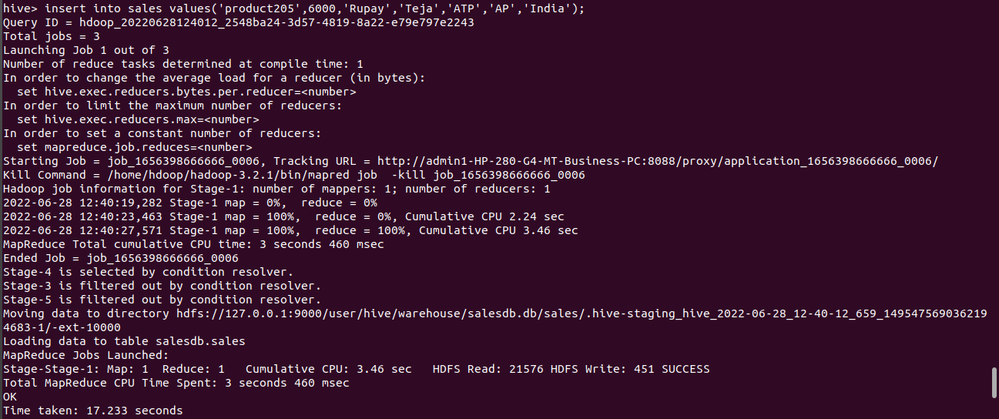 hive> insert into sales values('product205',6000,'Rupay','Teja','ATP','AP','India');
Query ID = hdoop_20220628124012_2548ba24-3d57-4819-8a22-e79e797e2243
Total jobs = 3
Launching Job 1 out of 3
Number of reduce tasks determined at compile time: 1
In order to change the average load for a reducer (in bytes):
  set hive.exec.reducers.bytes.per.reducer=<number>
In order to limit the maximum number of reducers:
  set hive.exec.reducers.max=<number>
In order to set a constant number of reducers:
  set mapreduce.job.reduces=<number>
Starting Job = job_1656398666666_0006, Tracking URL = http://admin1-HP-280-G4-MT-Business-PC:8088/proxy/application_1656398666666_0006/
Kill Command = /home/hdoop/hadoop-3.2.1/bin/mapred job  -kill job_1656398666666_0006
Hadoop job information for Stage-1: number of mappers: 1; number of reducers: 1
2022-06-28 12:40:19,282 Stage-1 map = 0%,  reduce = 0%
2022-06-28 12:40:23,463 Stage-1 map = 100%,  reduce = 0%, Cumulative CPU 2.24 sec
2022-06-28 12:40:27,571 Stage-1 map = 100%,  reduce = 100%, Cumulative CPU 3.46 sec
MapReduce Total cumulative CPU time: 3 seconds 460 msec
Ended Job = job_1656398666666_0006
Stage-4 is selected by condition resolver.
Stage-3 is filtered out by condition resolver.
Stage-5 is filtered out by condition resolver.
Moving data to directory hdfs://127.0.0.1:9000/user/hive/warehouse/salesdb.db/sales/.hive-staging_hive_2022-06-28_12-40-12_659_149547569036219
4683-1/-ext-10000
Loading data to table salesdb.sales
MapReduce Jobs Launched:
Stage-Stage-1: Map: 1  Reduce: 1   Cumulative CPU: 3.46 sec   HDFS Read: 21576 HDFS Write: 451 SUCCESS
Total MapReduce CPU Time Spent: 3 seconds 460 msec
OK
Time taken: 17.233 seconds